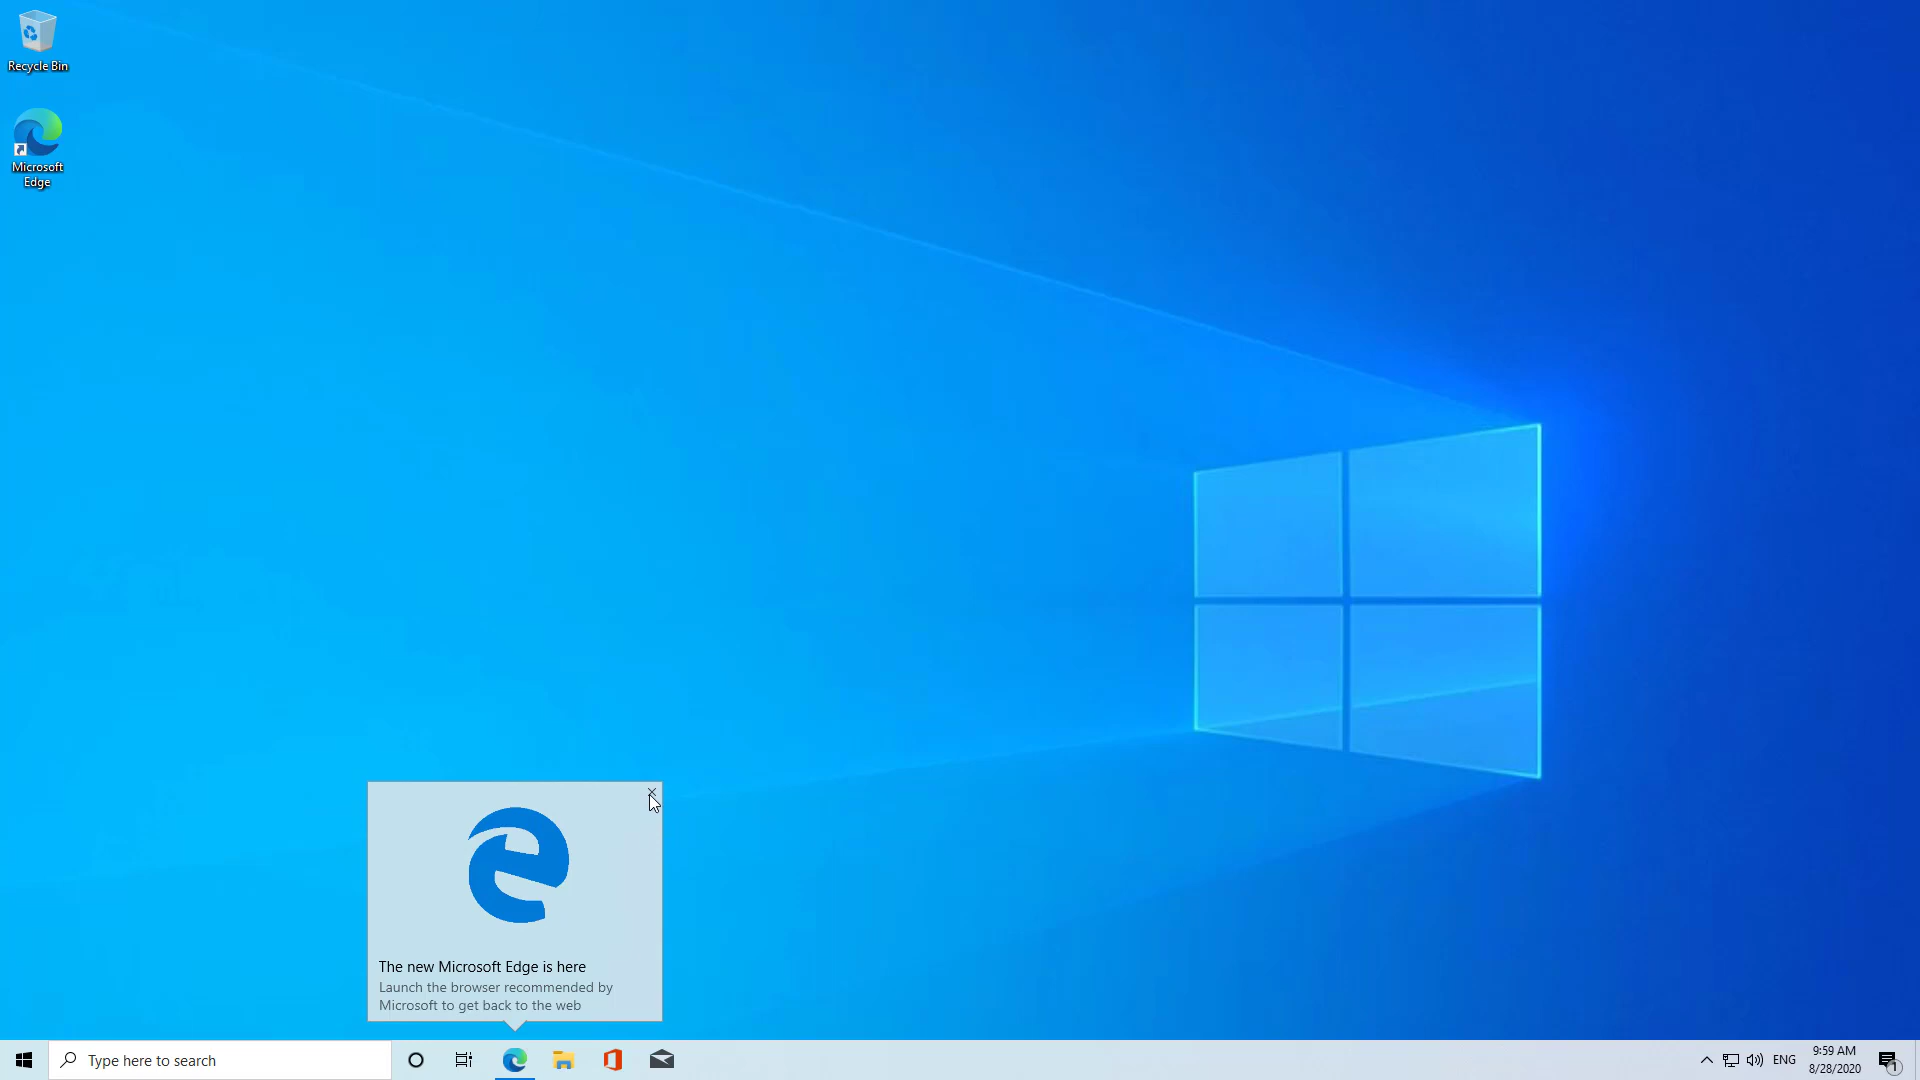 Recycle Bin
Microsoft
Edge
The new Microsoft Edge is here
Launch the browser recommended by
Microsoft to get back to the web
Type here to search
ENG
9:59 AM
8/28/2020
1